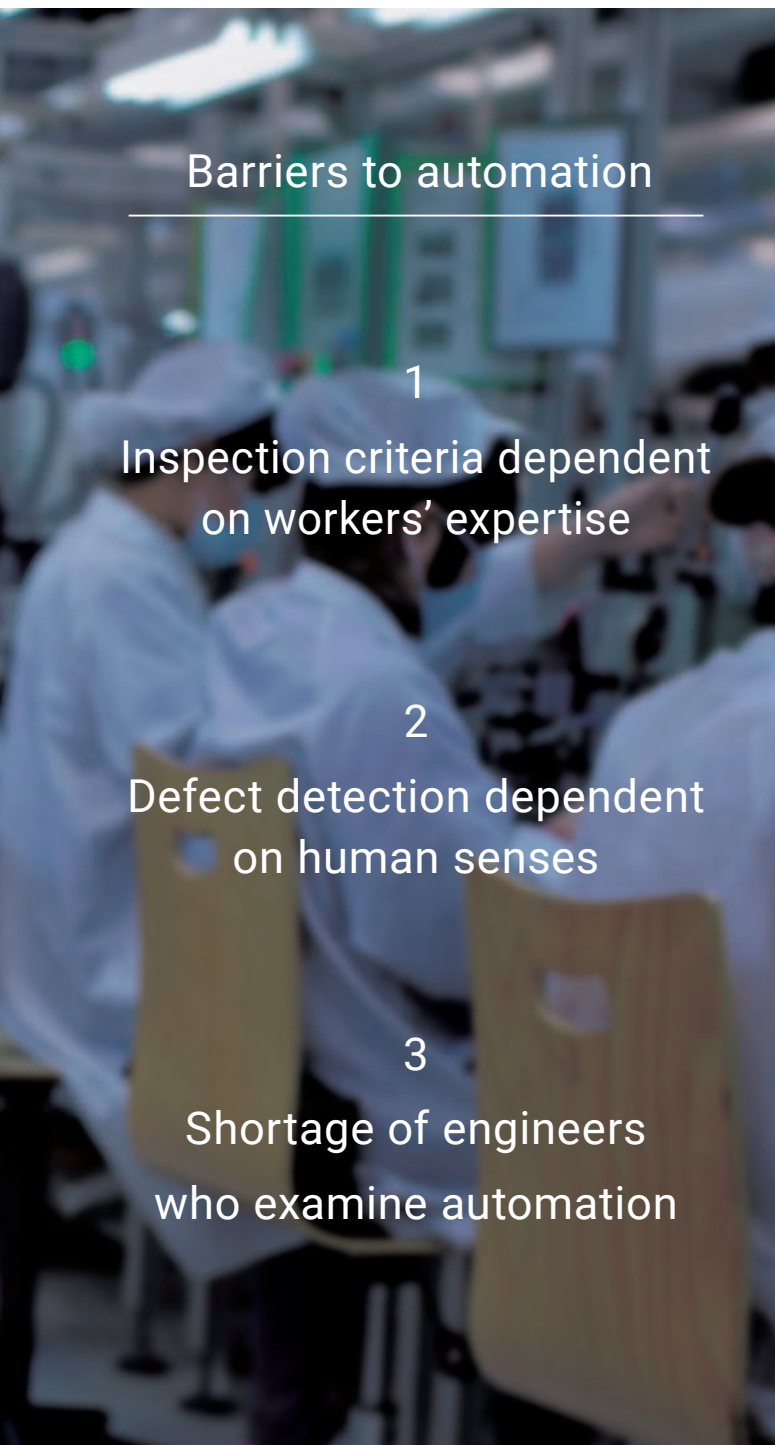 Barriers to automation
1
Inspection criteria dependent
on workers’ expertise
2
Defect detection dependent
on human senses
3
Shortage of engineers
who examine automation